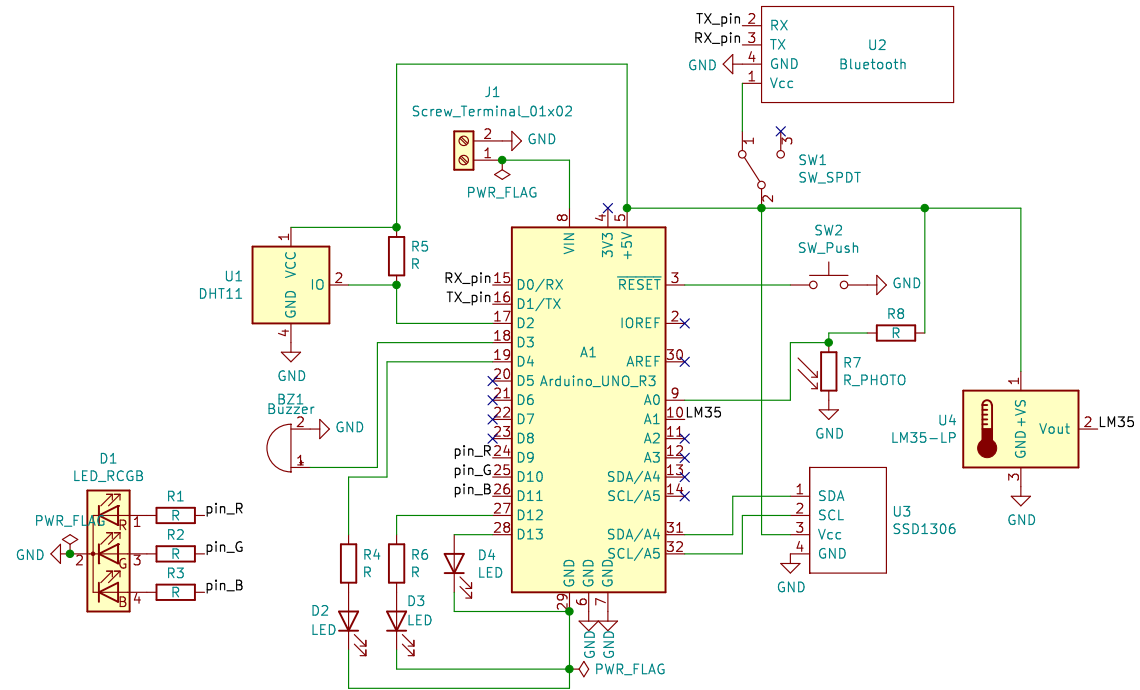 TX_pin 2 RX
RX_pin 3 TX
GND 4 GND
1 Vcc
U2
Bluetooth
J1
Screw_Terminal_01x02
2 GND
1
PWR_FLAG
1
3
2
SW1
SW_SPDT
SW2
SW_Push
GND
U1
DHT11
1
VCC
IO 2
GND
4
GND
R5
R
8
VIN
4
3V3
5
+5V
RX_pin 15 D0/RX
TX_pin 16 D1/TX
17 D2
18 D3
19 D4
20 D5
21 D6
22 D7
23 D8
pin_R 24 D9
pin_G 25 D10
pin_B 26 D11
27 D12
28 D13
A1
Arduino_UNO_R3
RESET 3
IOREF 2
AREF 30
A0 9
A1 10 LM35
A2 11
A3 12
SDA/A4 13
SCL/A5 14
SDA/A4 31
SCL/A5 32
GND
29
GND
6
GND
7
GND
GND
PWR_FLAG
R8
R
R7
R_PHOTO
GND
U4
LM35-LP
1
+VS
GND
Vout 2 LM35
3
GND
1 SDA
2 SCL
3 Vcc
4 GND
U3
SSD1306
GND
BZ1
Buzzer
2 GND
1
D1
LED_RCGB
PWR_FLAG
GND 2
R 1
G 3
B 4
R1
R pin_R
R2
R pin_G
R3
R pin_B
R4
R
R6
R
D4
LED
D2
LED
D3
LED